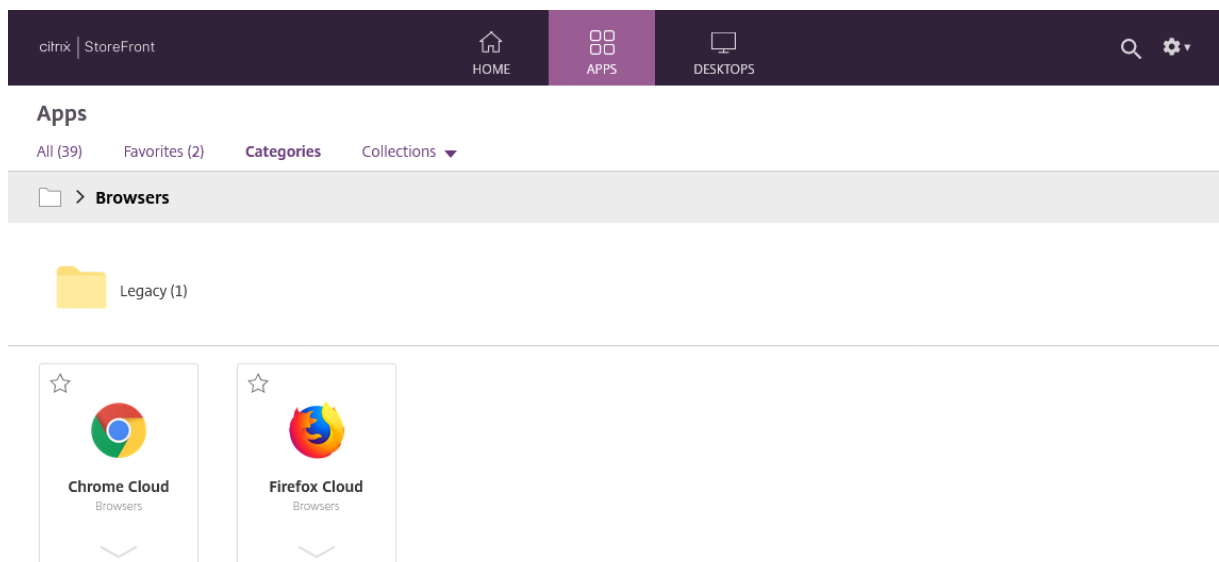 citrix | StoreFront
HOME
APPS
DESKTOPS
Apps
All (39) Favorites (2) Categories Collections
Browsers
Legacy (1)
Chrome Cloud
Browsers
Firefox Cloud
Browsers